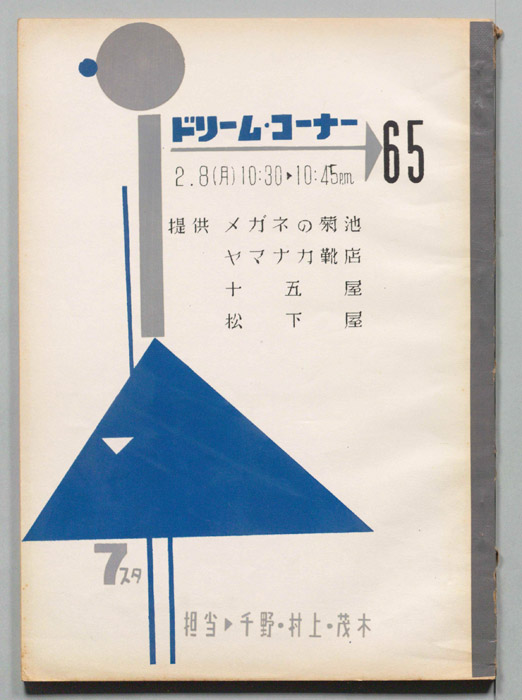 ドリーム・コーナー
65
2.8(月)10:30▶10:45P.m.
提供 メガネの菊池
ヤマナカ靴店
十五屋
松下屋
7スタ
担当▶千野・村上・茂木